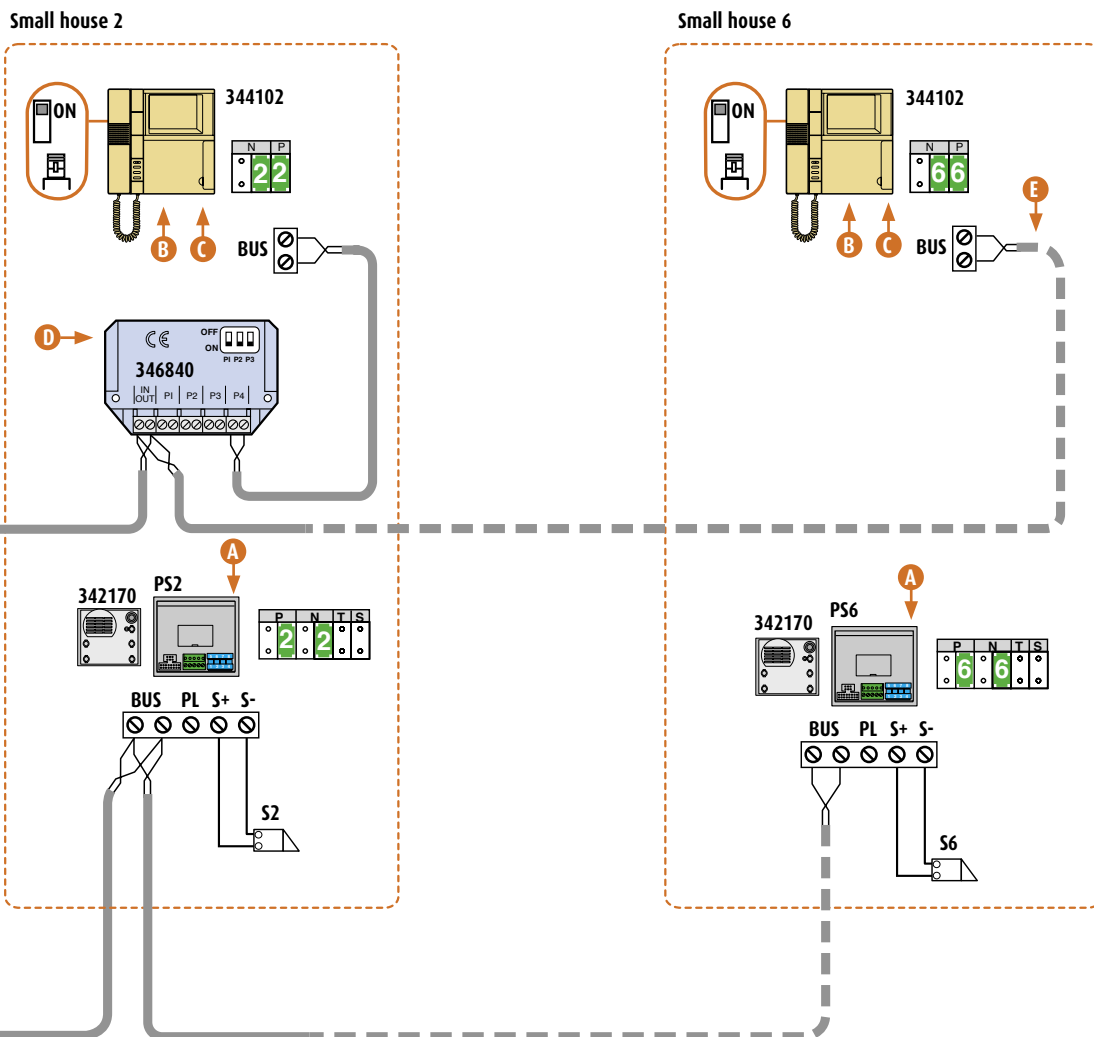 Small house 2
ON
344102
N P
2 2
B
C
BUS
D
CE
OFF
ON
P1 P2 P3
346840
IN
OUT
P1
P2
P3
P4
A
342170
PS2
P N T S
2 2
BUS PL S+ S-
S2
Small house 6
ON
344102
N P
6 6
B
C
BUS
E
A
342170
PS6
P N T S
6 6
BUS PL S+ S-
S6